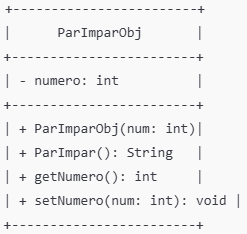 +------------------------+
|      ParImparObj       |
+------------------------+
| - numero: int          |
+------------------------+
| + ParImparObj(num: int)|
| + ParImpar(): String   |
| + getNumero(): int     |
| + setNumero(num: int): void |
+------------------------+